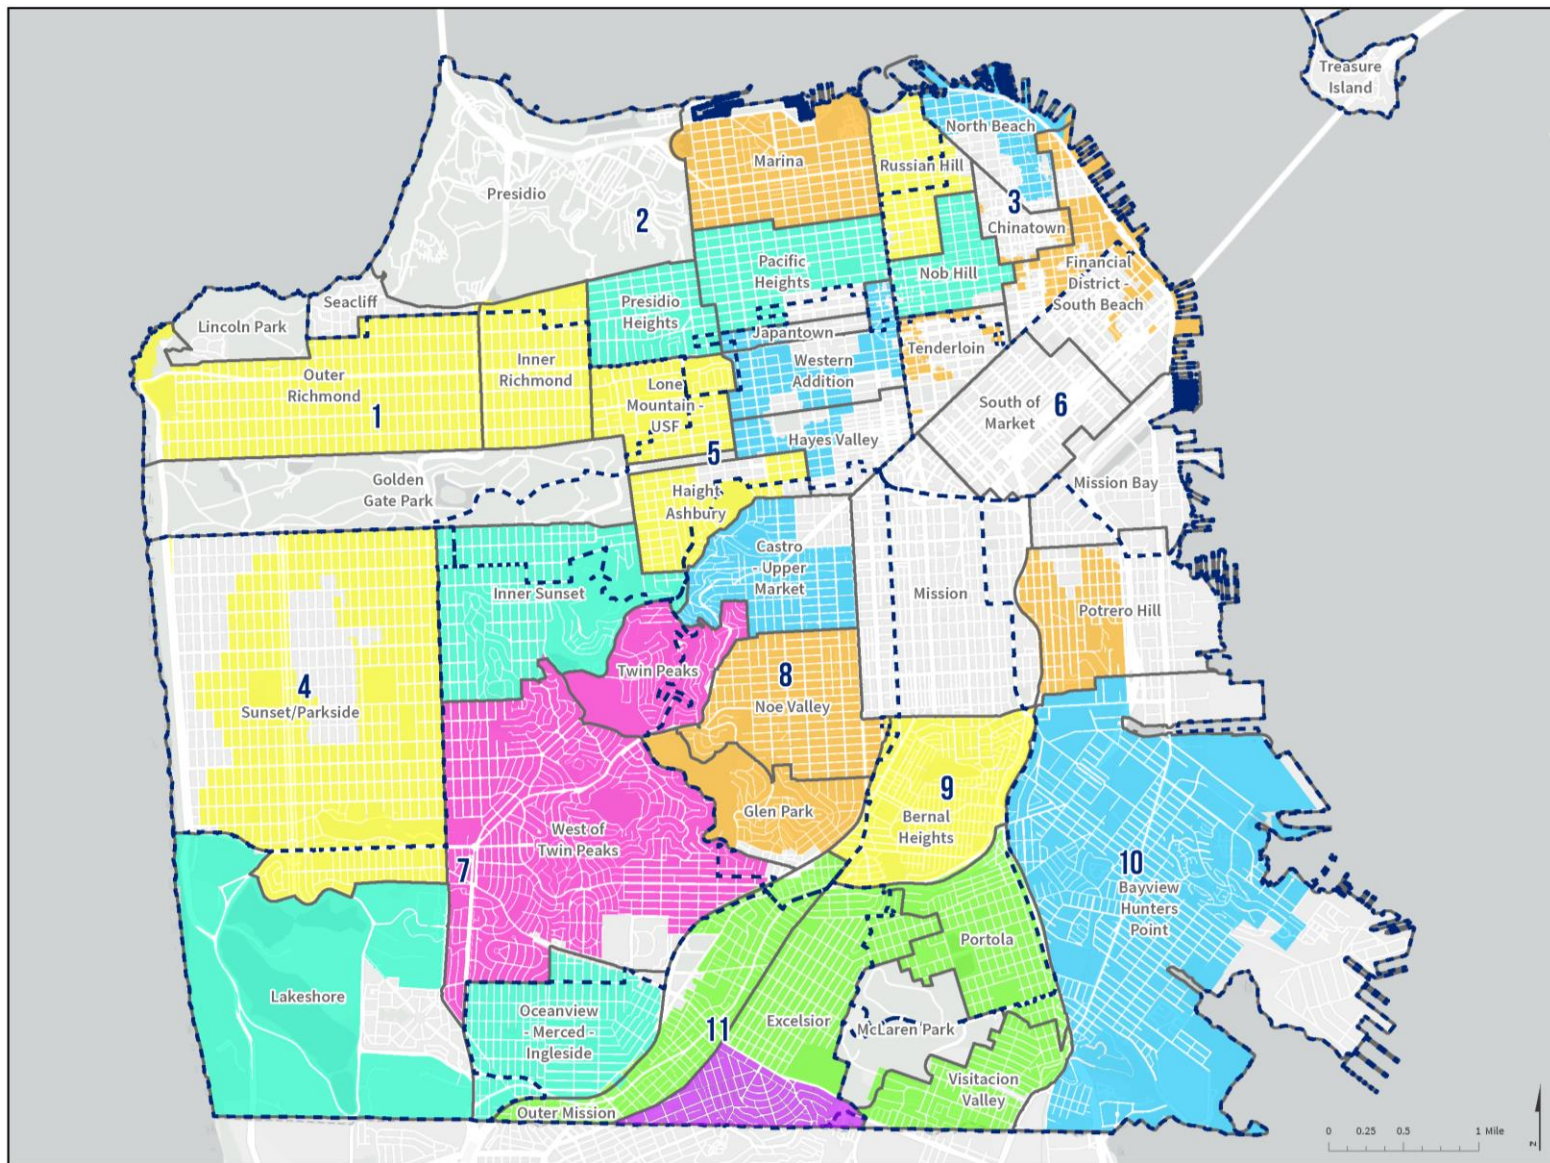 Treasure
Island
North Beach
Marina
Russian Hill
Presidio
2
3
Chinatown
Pacific
Heights
Nob Hill
Financial
District -
South Beach
Seacliff
Lincoln Park
Presidio
Heights
Japantown
Tenderloin
Western
Addition
Inner
Richmond
Outer
Richmond
1
Lone
Mountain -
USF
South of
Market
6
Hayes Valley
5
Golden
Gate Park
Mission Bay
Haight
Ashbury
Castro
- Upper
Market
Inner Sunset
Mission
Potrero Hill
Twin Peaks
8
Noe Valley
4
Sunset/Parkside
9
Bernal
Heights
Glen Park
West of
Twin Peaks
7
10
Bayview
Hunters
Point
Portola
Lakeshore
Oceanview
- Merced -
Ingleside
Excelsior
11
McLaren Park
Visitacion
Valley
Outer Mission
0 0.25 0.5 1 Mile
N